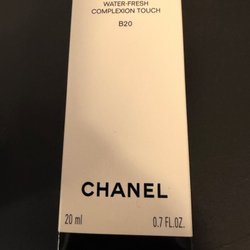 WATER-FRESH
COMPLEXION TOUCH
B20
CHANEL
20 ml 0.7 FL.OZ.